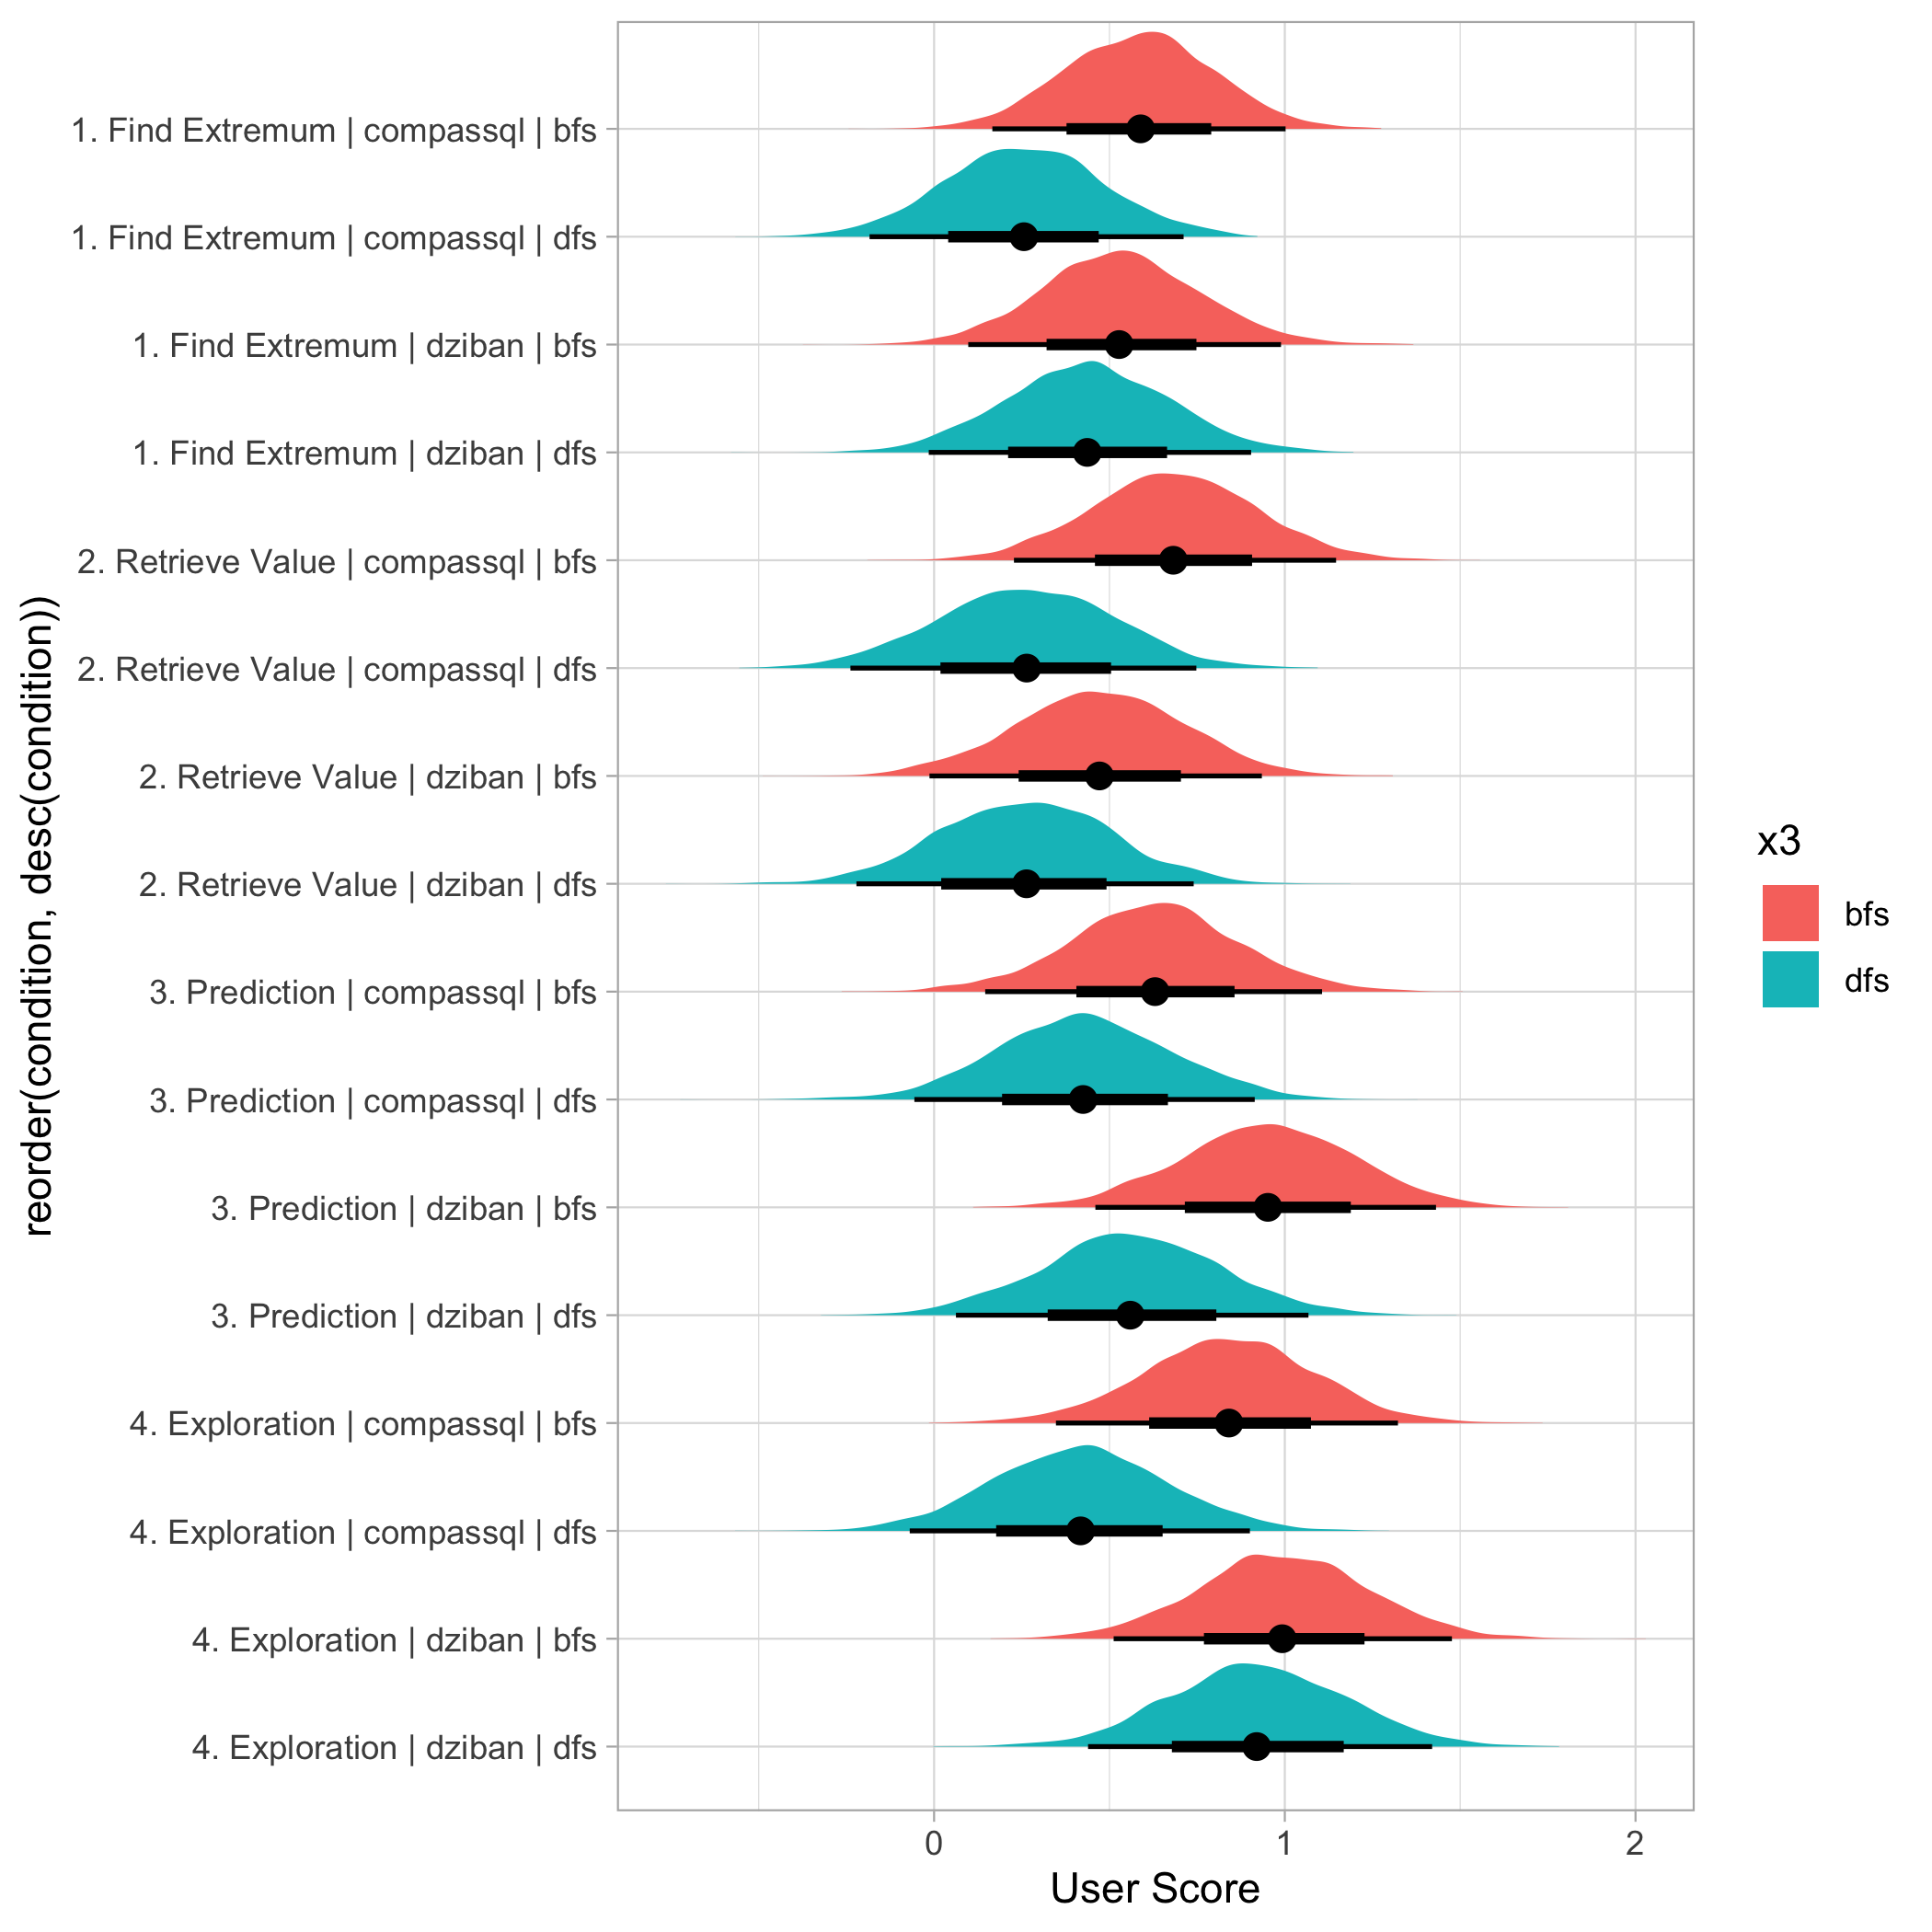 1. Find Extremum | compassql | bfs
1. Find Extremum | compassql | dfs
1. Find Extremum | dziban | bfs
1. Find Extremum | dziban | dfs
2. Retrieve Value | compassql | bfs
2. Retrieve Value | compassql | dfs
2. Retrieve Value | dziban | bfs
2. Retrieve Value | dziban | dfs
3. Prediction | compassql | bfs
3. Prediction | compassql | dfs
3. Prediction | dziban | bfs
3. Prediction | dziban | dfs
4. Exploration | compassql | bfs
4. Exploration | compassql | dfs
4. Exploration | dziban | bfs
4. Exploration | dziban | dfs
reorder(condition, desc(condition))
0 1 2
User Score
x3
bfs
dfs